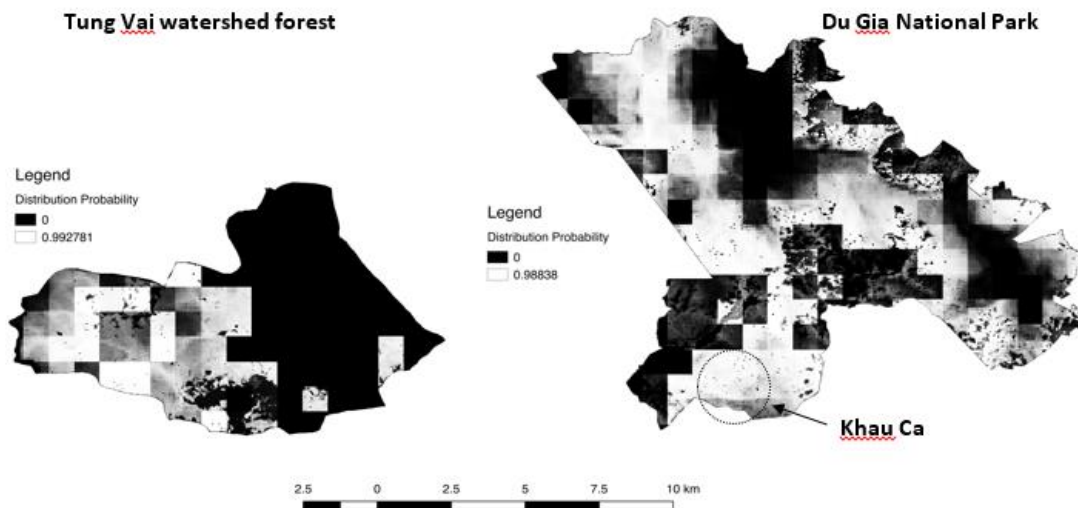 Tung Vai watershed forest
Du Gia National Park
Legend
Distribution Probability
0
0.992781
Legend
Distribution Probability
0
0.98838
Khau Ca
2.5 0 2.5 5 7.5 10 km